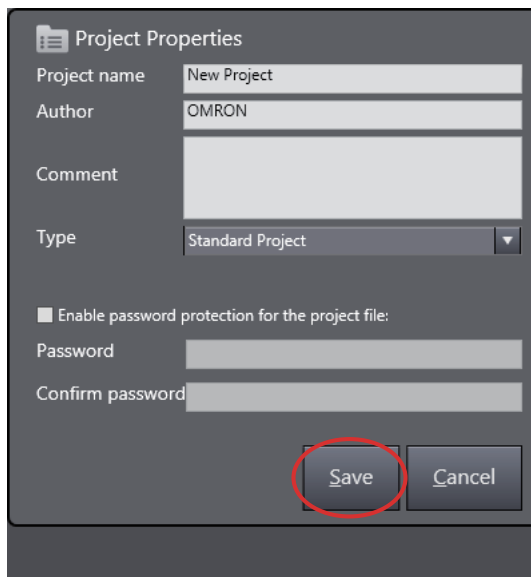 Project Properties
Project name New Project
Author OMRON
Comment
Type Standard Project
Enable password protection for the project file:
Password
Confirm password
Save Cancel